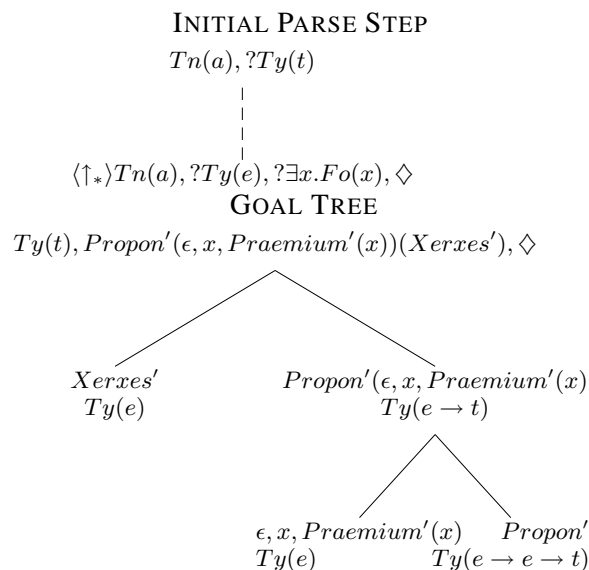 INITIAL PARSE STEP
Tn(a), ?Ty(t)
⟨↑∗⟩Tn(a), ?Ty(e), ?∃x.Fo(x), ♢
GOAL TREE
Ty(t), Propon′(ϵ, x, Praemium′(x))(Xerxes′), ♢
Xerxes′ Propon′(ϵ, x, Praemium′(x)
Ty(e) Ty(e → t)
ϵ, x, Praemium′(x) Propon′
Ty(e) Ty(e → e → t)